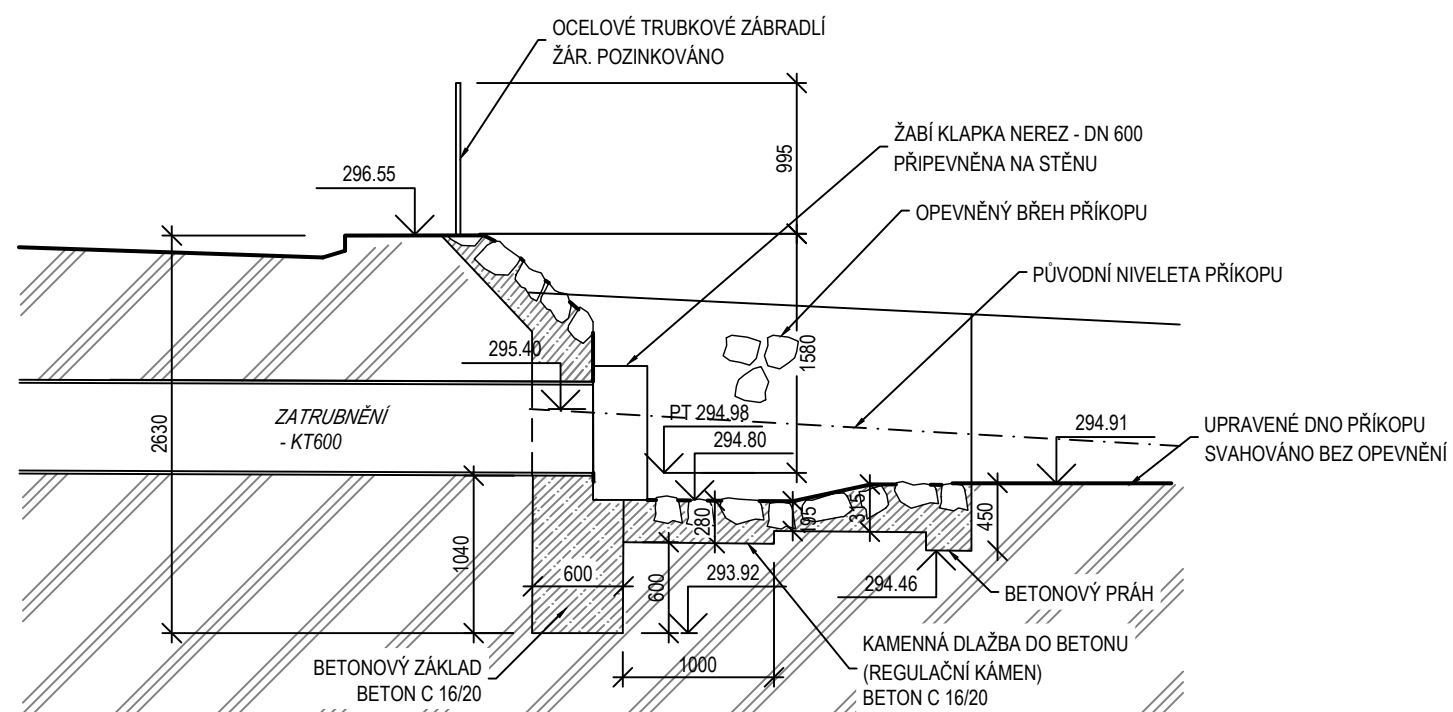 OCELOVÉ TRUBKOVÉ ZÁBRADLÍ
ŽÁR. POZINKOVÁNO
ŽABÍ KLAPKA NEREZ - DN 600
PŘIPEVNĚNA NA STĚNU
995
296.55
OPEVNĚNÝ BŘEH PŘÍKOPU
PŮVODNÍ NIVELETA PŘÍKOPU
295.40
1580
2630
ZATRUBNĚNÍ
- KT600
PT 294.98
294.80
294.91
UPRAVENÉ DNO PŘÍKOPU
SVAHOVÁNO BEZ OPEVNĚNÍ
280
195
315
450
1040
600
600
293.92
294.46
BETONOVÝ PRÁH
BETONOVÝ ZÁKLAD
BETON C 16/20
1000
KAMENNÁ DLAŽBA DO BETONU
(REGULAČNÍ KÁMEN)
BETON C 16/20